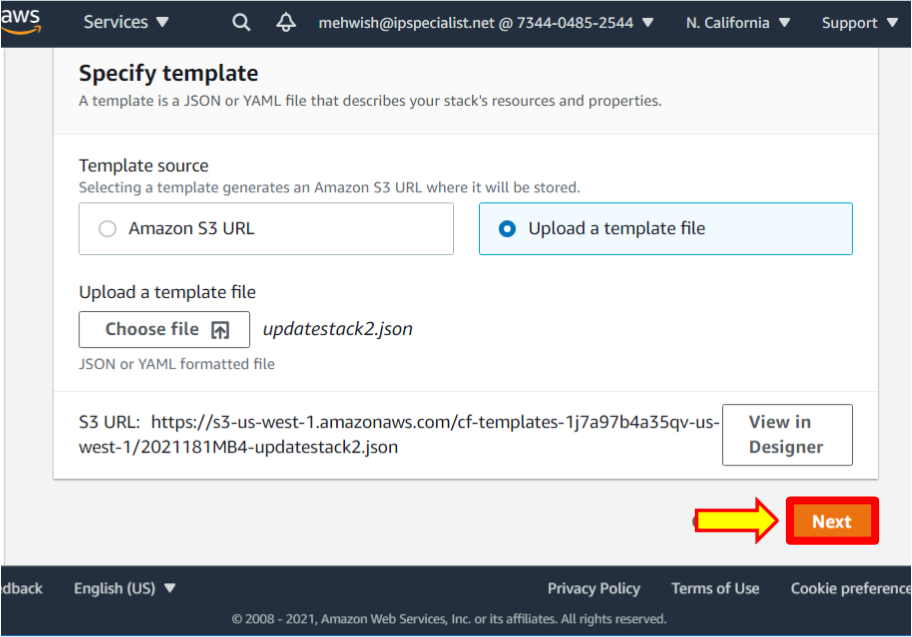 aws Services mehwish@ipspecialist.net @ 7344-0485-2544 N. California Support
Specify template
A template is a JSON or YAML file that describes your stack's resources and properties.
Template source
Selecting a template generates an Amazon S3 URL where it will be stored.
Amazon S3 URL Upload a template file
Upload a template file
Choose file updatestack2.json
JSON or YAML formatted file
S3 URL: https://s3-us-west-1.amazonaws.com/cf-templates-1j7a97b4a35qv-us-
west-1/2021181MB4-updatestack2.json
View in
Designer
Next
edback English (US) Privacy Policy Terms of Use Cookie preference
© 2008 - 2021, Amazon Web Services, Inc. or its affiliates. All rights reserved.